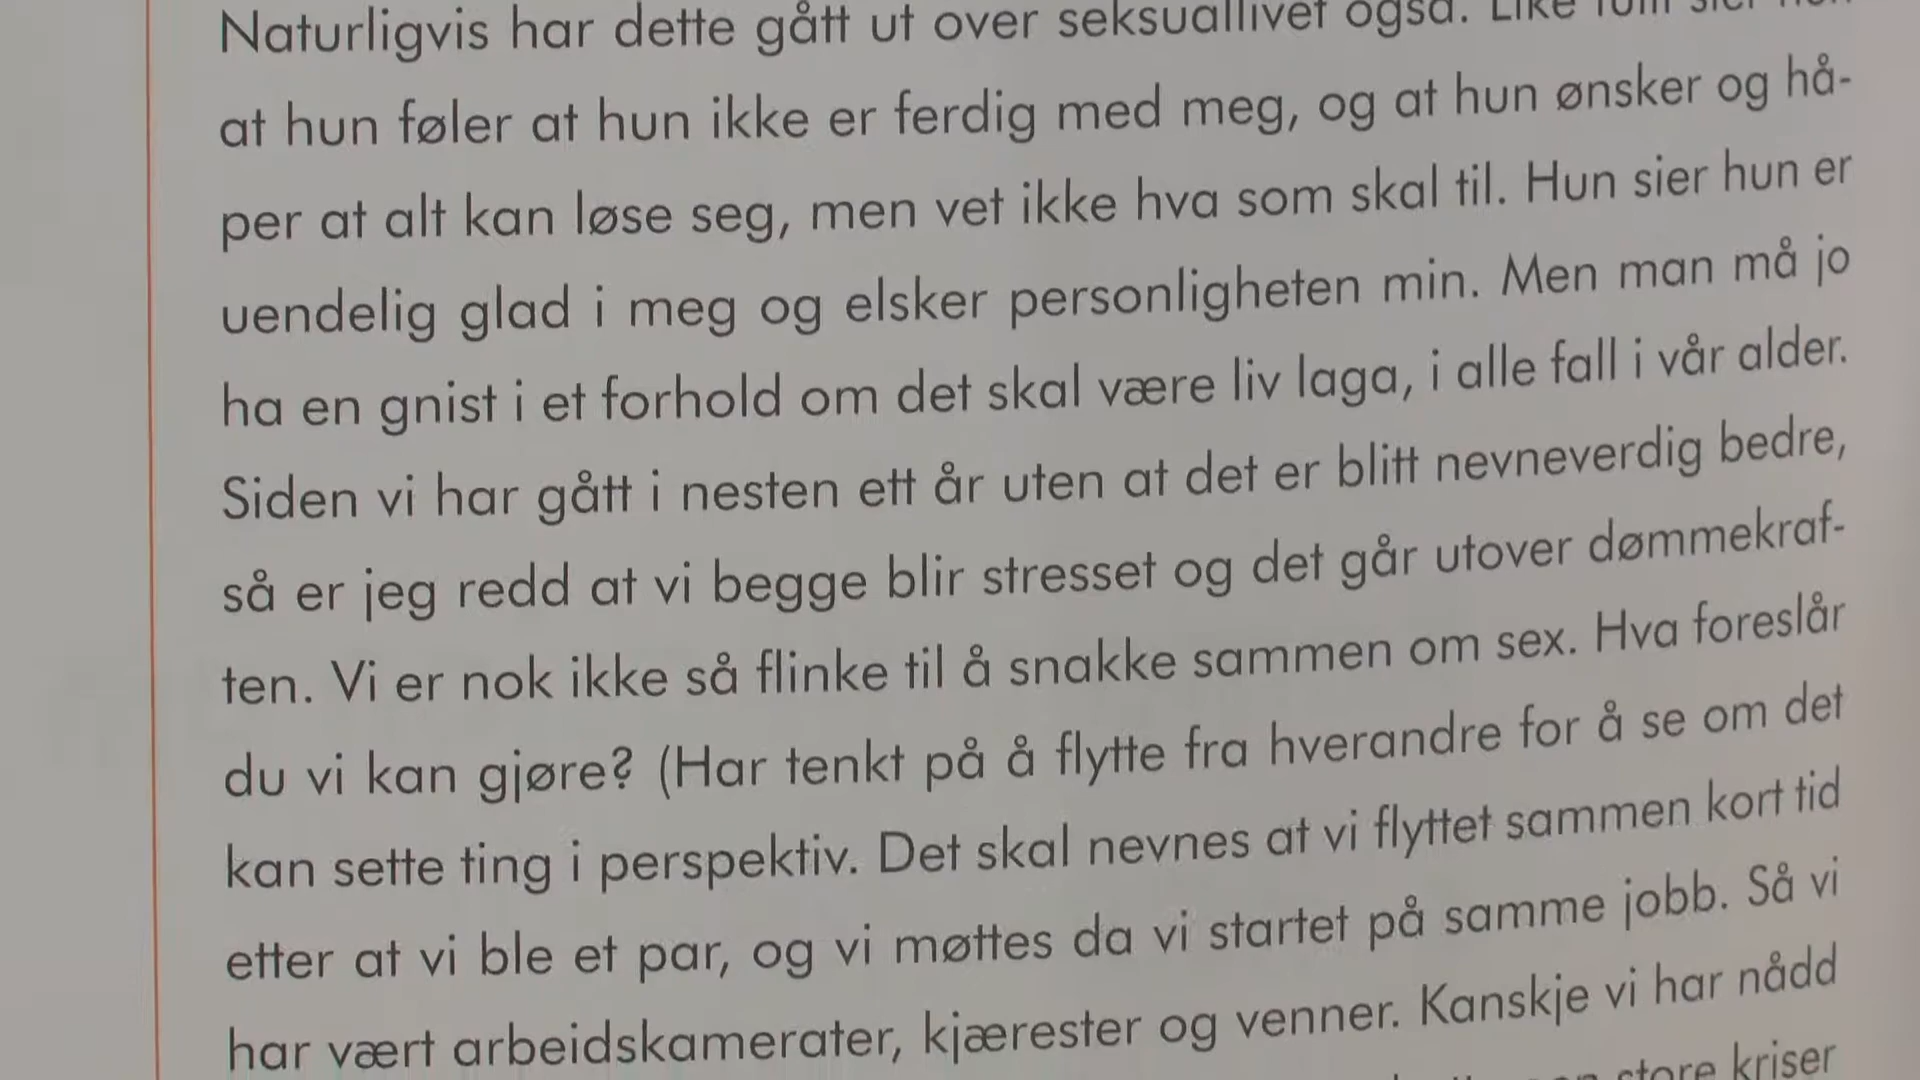 Naturligvis har dette gått ut over seksuallivet også. Like fullt sier hun
at hun føler at hun ikke er ferdig med meg, og at hun ønsker og hå-
per at alt kan løse seg, men vet ikke hva som skal til. Hun sier hun er
uendelig glad i meg og elsker personligheten min. Men man må jo
ha en gnist i et forhold om det skal være liv laga, i alle fall i vår alder.
Siden vi har gått i nesten ett år uten at det er blitt nevneverdig bedre,
så er jeg redd at vi begge blir stresset og det går utover dømmekraf-
ten. Vi er nok ikke så flinke til å snakke sammen om sex. Hva foreslår
du vi kan gjøre? (Har tenkt på å flytte fra hverandre for å se om det
kan sette ting i perspektiv. Det skal nevnes at vi flyttet sammen kort tid
etter at vi ble et par, og vi møttes da vi startet på samme jobb. Så vi
har vært arbeidskamerater, kjærester og venner. Kanskje vi har nådd
store kriser